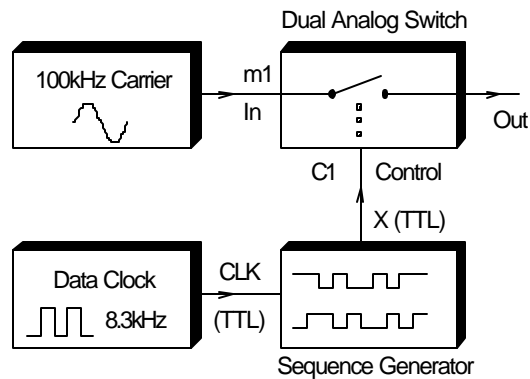 Dual Analog Switch
100kHz Carrier
m1
In
Out
C1 Control
X (TTL)
Data Clock
8.3kHz
CLK
(TTL)
Sequence Generator